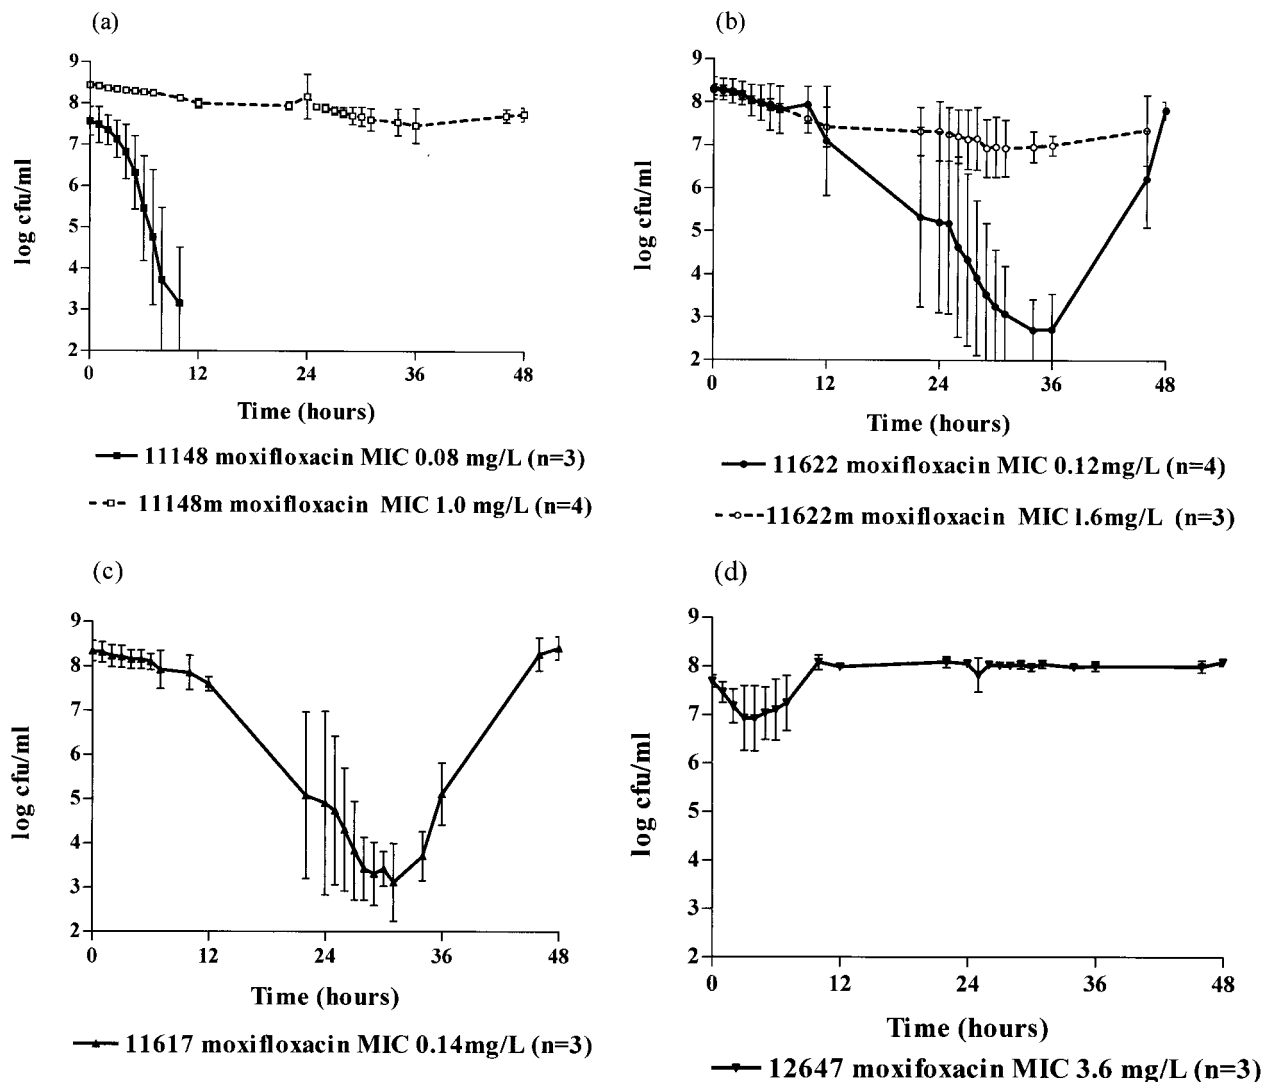 (a)
9
8
7
6
5
4
3
2
log cfu/ml
0 12 24 36 48
Time (hours)
11148 moxifloxacin MIC 0.08 mg/L (n=3)
11148m moxifloxacin MIC 1.0 mg/L (n=4)
(b)
9
8
7
6
5
4
3
2
log cfu/ml
0 12 24 36 48
Time (hours)
11622 moxifloxacin MIC 0.12mg/L (n=4)
11622m moxifloxacin MIC 1.6mg/L (n=3)
(c)
9
8
7
6
5
4
3
2
log cfu/ml
0 12 24 36 48
Time (hours)
11617 moxifloxacin MIC 0.14mg/L (n=3)
(d)
9
8
7
6
5
4
3
2
log cfu/ml
0 12 24 36 48
Time (hours)
12647 moxifoxacin MIC 3.6 mg/L (n=3)